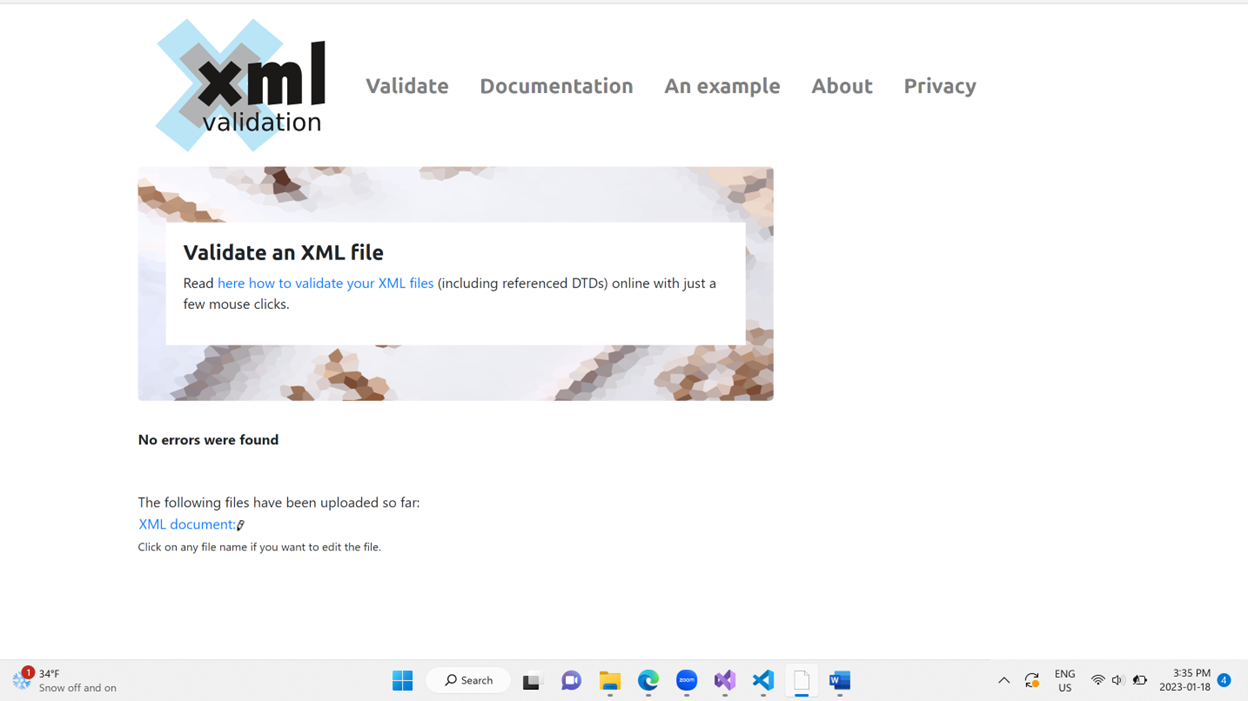 xml
validation
Validate
Documentation
An example
About
Privacy
Validate an XML file
Read here how to validate your XML files (including referenced DTDs) online with just a
few mouse clicks.
No errors were found
The following files have been uploaded so far:
XML document:
Click on any file name if you want to edit the file.
1
34°F
Snow off and on
Search
zoom
W
ENG
US
3:35 PM
2023-01-18
4